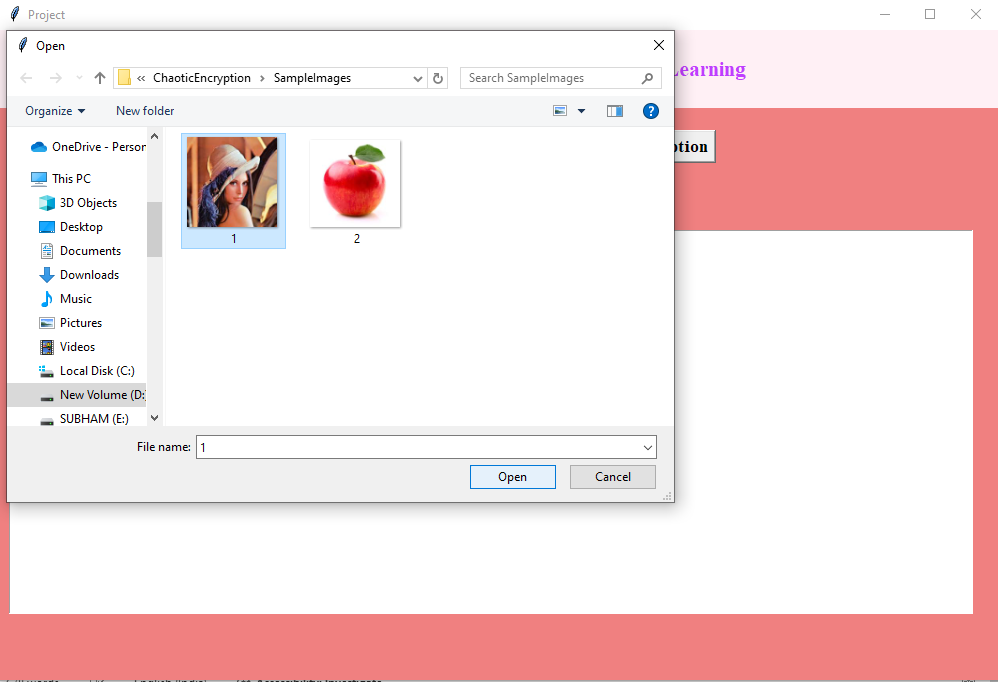 Project
Open
Learning
« ChaoticEncryption › SampleImages
Search SampleImages
Organize
New folder
ption
OneDrive - Person
This PC
3D Objects
Desktop
Documents
Downloads
Music
Pictures
Videos
Local Disk (C:)
New Volume (D:)
SUBHAM (E:)
1
2
File name: 1
Open
Cancel